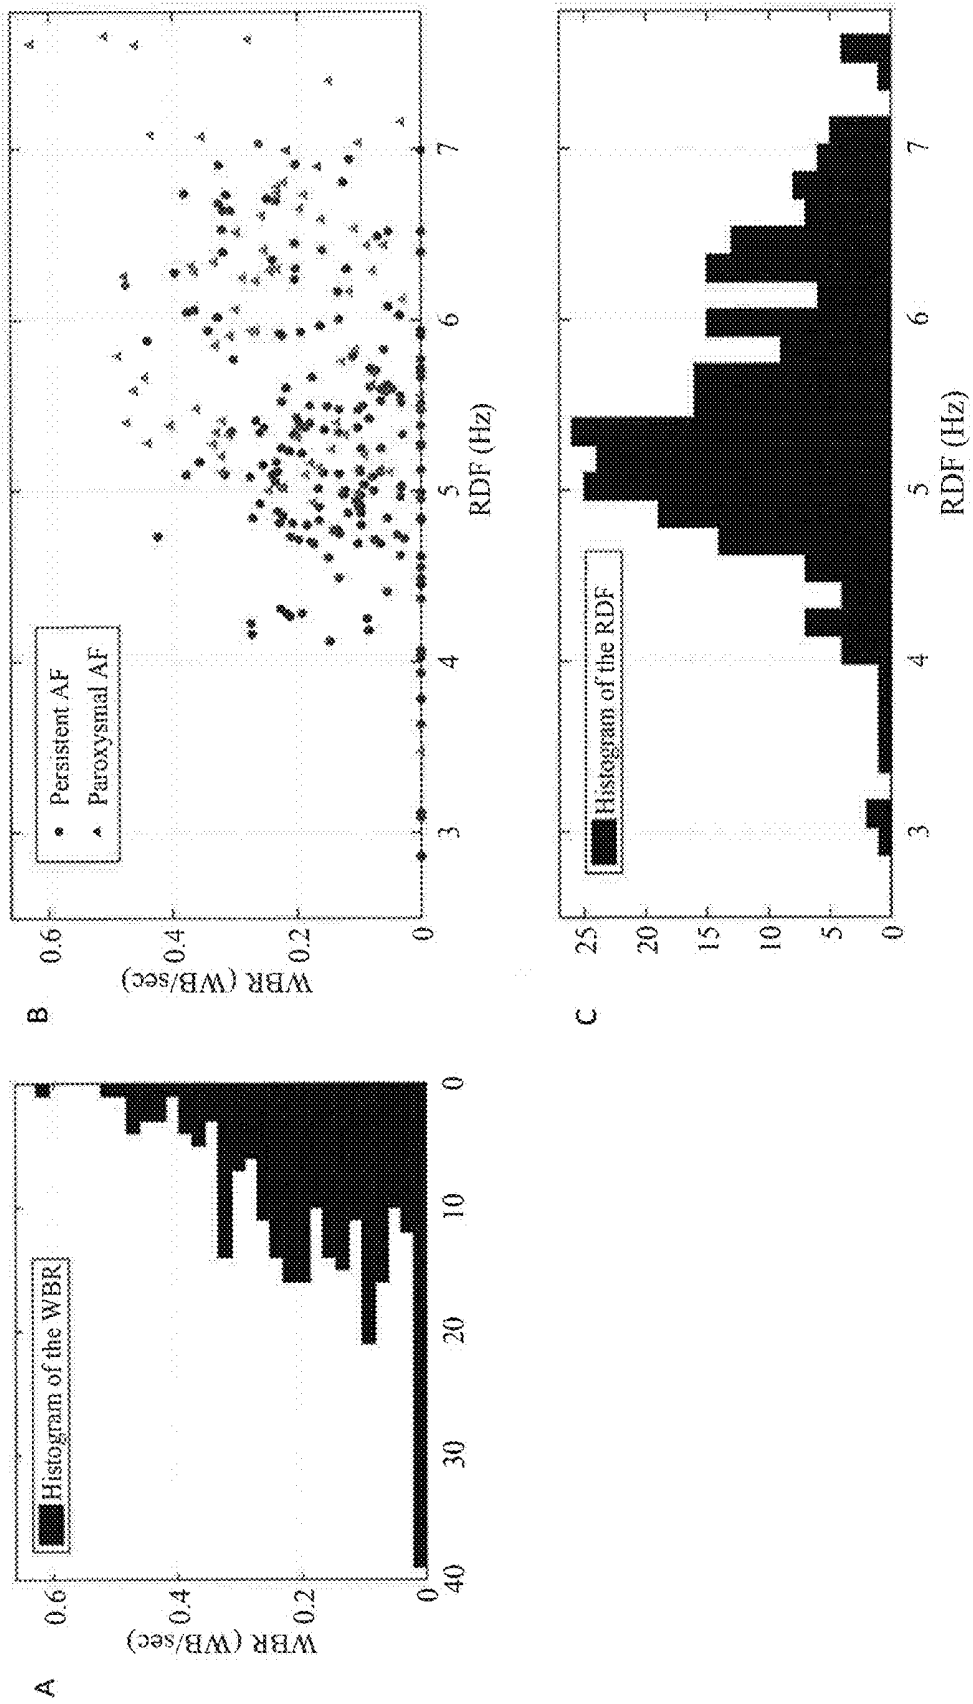 A
WBR (WB/sec)
0.6
0.4
0.2
0
Histogram of the WBR
40
30
20
10
0
B
WBR (WB/sec)
0.6
0.4
0.2
0
Persistent AF
Paroxysmal AF
3
4
5
6
7
RDF (Hz)
C
25
20
15
10
5
0
Histogram of the RDF
3
4
5
6
7
RDF (Hz)